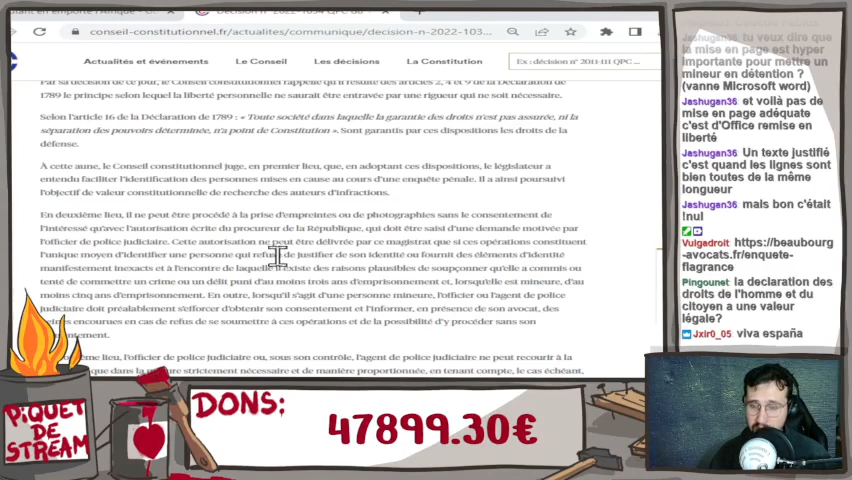 Decision n° 2022-1034 QPC du
conseil-constitutionnel.fr/actualites/communique/decision-n-2022-103...
Actualités et événements
Le Conseil
Les décisions
La Constitution
Ex : décision n° 2011-111 QPC ...
Par sa décision de ce jour, le Conseil constitutionnel rappelle qu'il résulte des articles 2, 4 et 9 de la Déclaration de
1789 le principe selon lequel la liberté personnelle ne saurait être entravée par une rigueur qui ne soit nécessaire.
Selon l'article 16 de la Déclaration de 1789 : « Toute société dans laquelle la garantie des droits n'est pas assurée, ni la
séparation des pouvoirs déterminée, n'a point de Constitution ». Sont garantis par ces dispositions les droits de la
défense.
À cette aune, le Conseil constitutionnel juge, en premier lieu, que, en adoptant ces dispositions, le législateur a
entendu faciliter l'identification des personnes mises en cause au cours d'une enquête pénale. Il a ainsi poursuivi
l'objectif de valeur constitutionnelle de recherche des auteurs d'infractions.
En deuxième lieu, il ne peut être procédé à la prise d'empreintes ou de photographies sans le consentement de
l'intéressé qu'avec l'autorisation écrite du procureur de la République, qui doit être saisi d'une demande motivée par
l'officier de police judiciaire. Cette autorisation ne peut être délivrée par ce magistrat que si ces opérations constituent
l'unique moyen d'identifier une personne qui refuse de justifier de son identité ou fournit des éléments d'identité
manifestement inexacts et à l'encontre de laquelle il existe des raisons plausibles de soupçonner qu'elle a commis ou
tenté de commettre un crime ou un délit puni d'au moins trois ans d'emprisonnement et, lorsqu'elle est mineure, d'au
moins cinq ans d'emprisonnement. En outre, lorsqu'il s'agit d'une personne mineure, l'officier ou l'agent de police
judiciaire doit préalablement s'efforcer d'obtenir son consentement et l'informer, en présence de son avocat, des
peines encourues en cas de refus de se soumettre à ces opérations et de la possibilité d'y procéder sans son
lieu, l'officier de police judiciaire ou, sous son contrôle, l'agent de police judiciaire ne peut recourir à la
que dans la mesure strictement nécessaire et de manière proportionnée, en tenant compte, le cas échéant,
Jashugan36: tu veux dire que
la mise en page est hyper
importante pour mettre un
mineur en détention ?
(vanne Microsoft word)
Jashugan36: et voilà pas de
mise en page adéquate
c'est d'Office remise en
liberté
Jashugan36: Un texte justifié
c'est quand les lignes sont
bien toutes de la même
longueur
Jashugan36: mais bon c'était
!nul
Vulgadroit: https://beaubourg
-avocats.fr/enquete-
flagrance
Pingounet: la declaration des
droits de l'homme et du
citoyen a une valeur
légale?
Jxir0_05: viva españa
PIQUET
DE
STREAM
DONS:
47899.30€